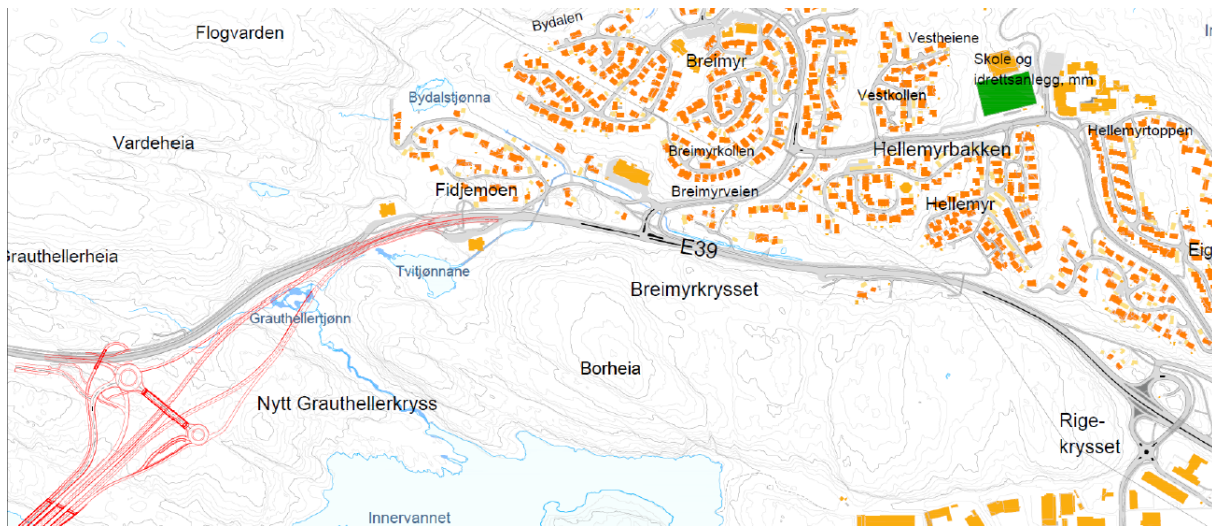 Flogvarden
Bydalen
Vestheiene
Breimyr
Skole og
idrettsanlegg, mm
Bydalstjønna
Vestkollen
Vardeheia
Hellemyrtoppen
Breimyrkollen
Hellemyrbakken
Fidjemoen
Breimyrveien
Hellemyr
E39
Grauthellerheia
Tvitjønnane
Breimyrkrysset
Grauthellertjønn
Borheia
Nytt Grauthellerkryss
Rige-
krysset
Innervannet